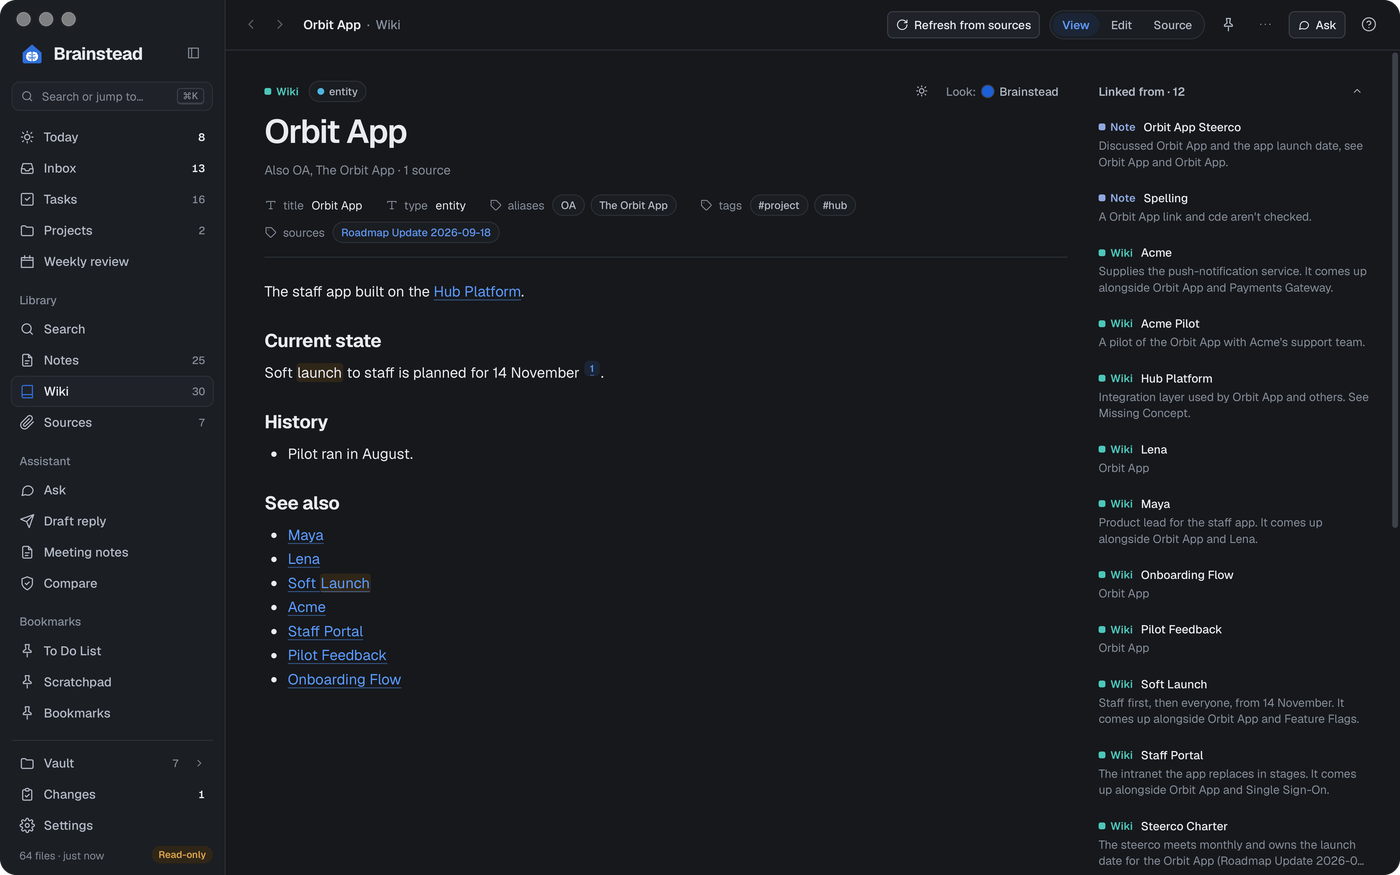 Brainstead
Search or jump to… ⌘K
Today 8
Inbox 13
Tasks 16
Projects 2
Weekly review
Library
Search
Notes 25
Wiki 30
Sources 7
Assistant
Ask
Draft reply
Meeting notes
Compare
Bookmarks
To Do List
Scratchpad
Bookmarks
Vault 7
Changes 1
Settings
64 files · just now Read-only
Orbit App · Wiki
Refresh from sources View Edit Source ··· Ask
Wiki entity Look: Brainstead
Orbit App
Also OA, The Orbit App · 1 source
title Orbit App type entity aliases OA The Orbit App tags #project #hub
sources Roadmap Update 2026-09-18
The staff app built on the Hub Platform.
Current state
Soft launch to staff is planned for 14 November 1.
History
• Pilot ran in August.
See also
• Maya
• Lena
• Soft Launch
• Acme
• Staff Portal
• Pilot Feedback
• Onboarding Flow
Linked from · 12
Note Orbit App Steerco
Discussed Orbit App and the app launch date, see
Orbit App and Orbit App.
Note Spelling
A Orbit App link and cde aren't checked.
Wiki Acme
Supplies the push-notification service. It comes up
alongside Orbit App and Payments Gateway.
Wiki Acme Pilot
A pilot of the Orbit App with Acme's support team.
Wiki Hub Platform
Integration layer used by Orbit App and others. See
Missing Concept.
Wiki Lena
Orbit App
Wiki Maya
Product lead for the staff app. It comes up
alongside Orbit App and Lena.
Wiki Onboarding Flow
Orbit App
Wiki Pilot Feedback
Orbit App
Wiki Soft Launch
Staff first, then everyone, from 14 November. It
comes up alongside Orbit App and Feature Flags.
Wiki Staff Portal
The intranet the app replaces in stages. It comes
up alongside Orbit App and Single Sign-On.
Wiki Steerco Charter
The steerco meets monthly and owns the launch
date for the Orbit App (Roadmap Update 2026-0…